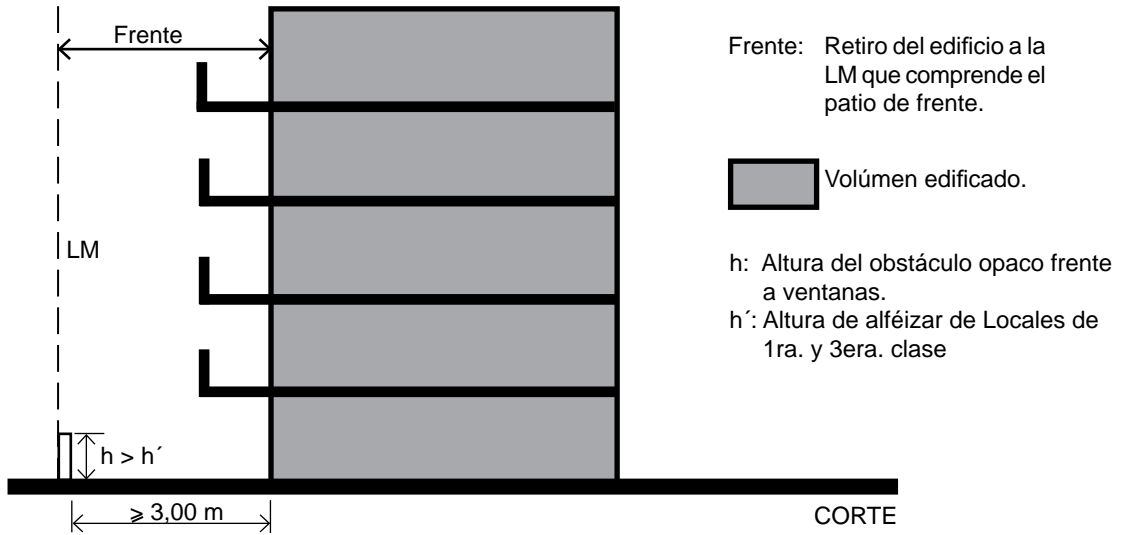 Frente
Frente: Retiro del edificio a la
LM que comprende el
patio de frente.
Volúmen edificado.
LM
h: Altura del obstáculo opaco frente
a ventanas.
h´: Altura de alféizar de Locales de
1ra. y 3era. clase
h > h´
⩾ 3,00 m
CORTE